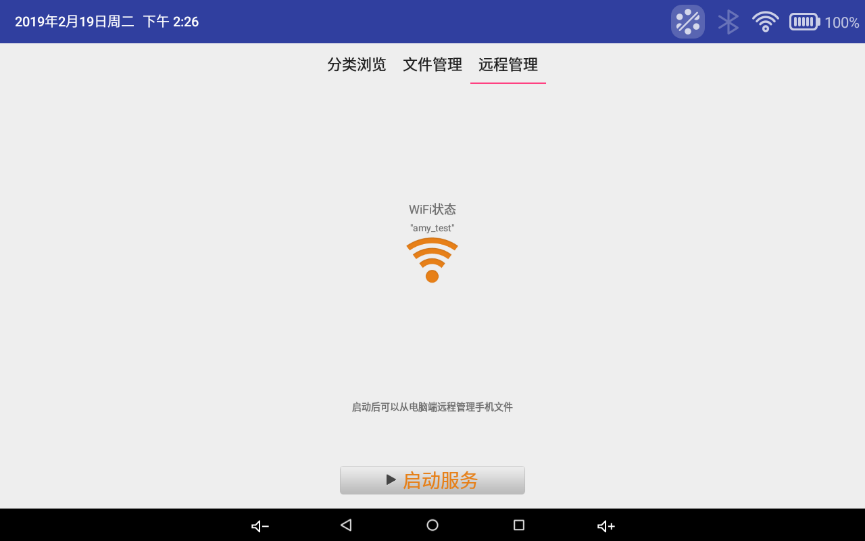 2019年2月19日周二 下午 2:26
100%
分类浏览 文件管理 远程管理
WiFi状态
"amy_test"
启动后可以从电脑端远程管理手机文件
启动服务